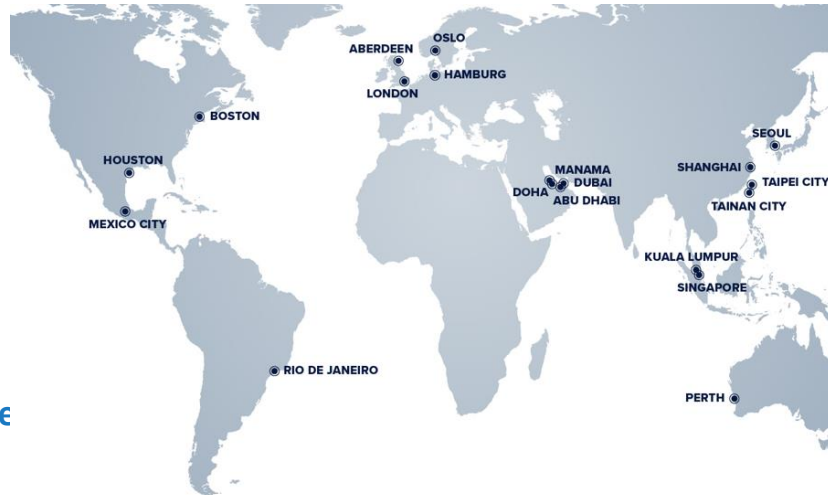 OSLO
ABERDEEN
HAMBURG
LONDON
BOSTON
SEOUL
HOUSTON
SHANGHAI
MANAMA
TAIPEI CITY
DUBAI
DOHA
ABU DHABI
TAINAN CITY
MEXICO CITY
KUALA LUMPUR
SINGAPORE
RIO DE JANEIRO
PERTH
e